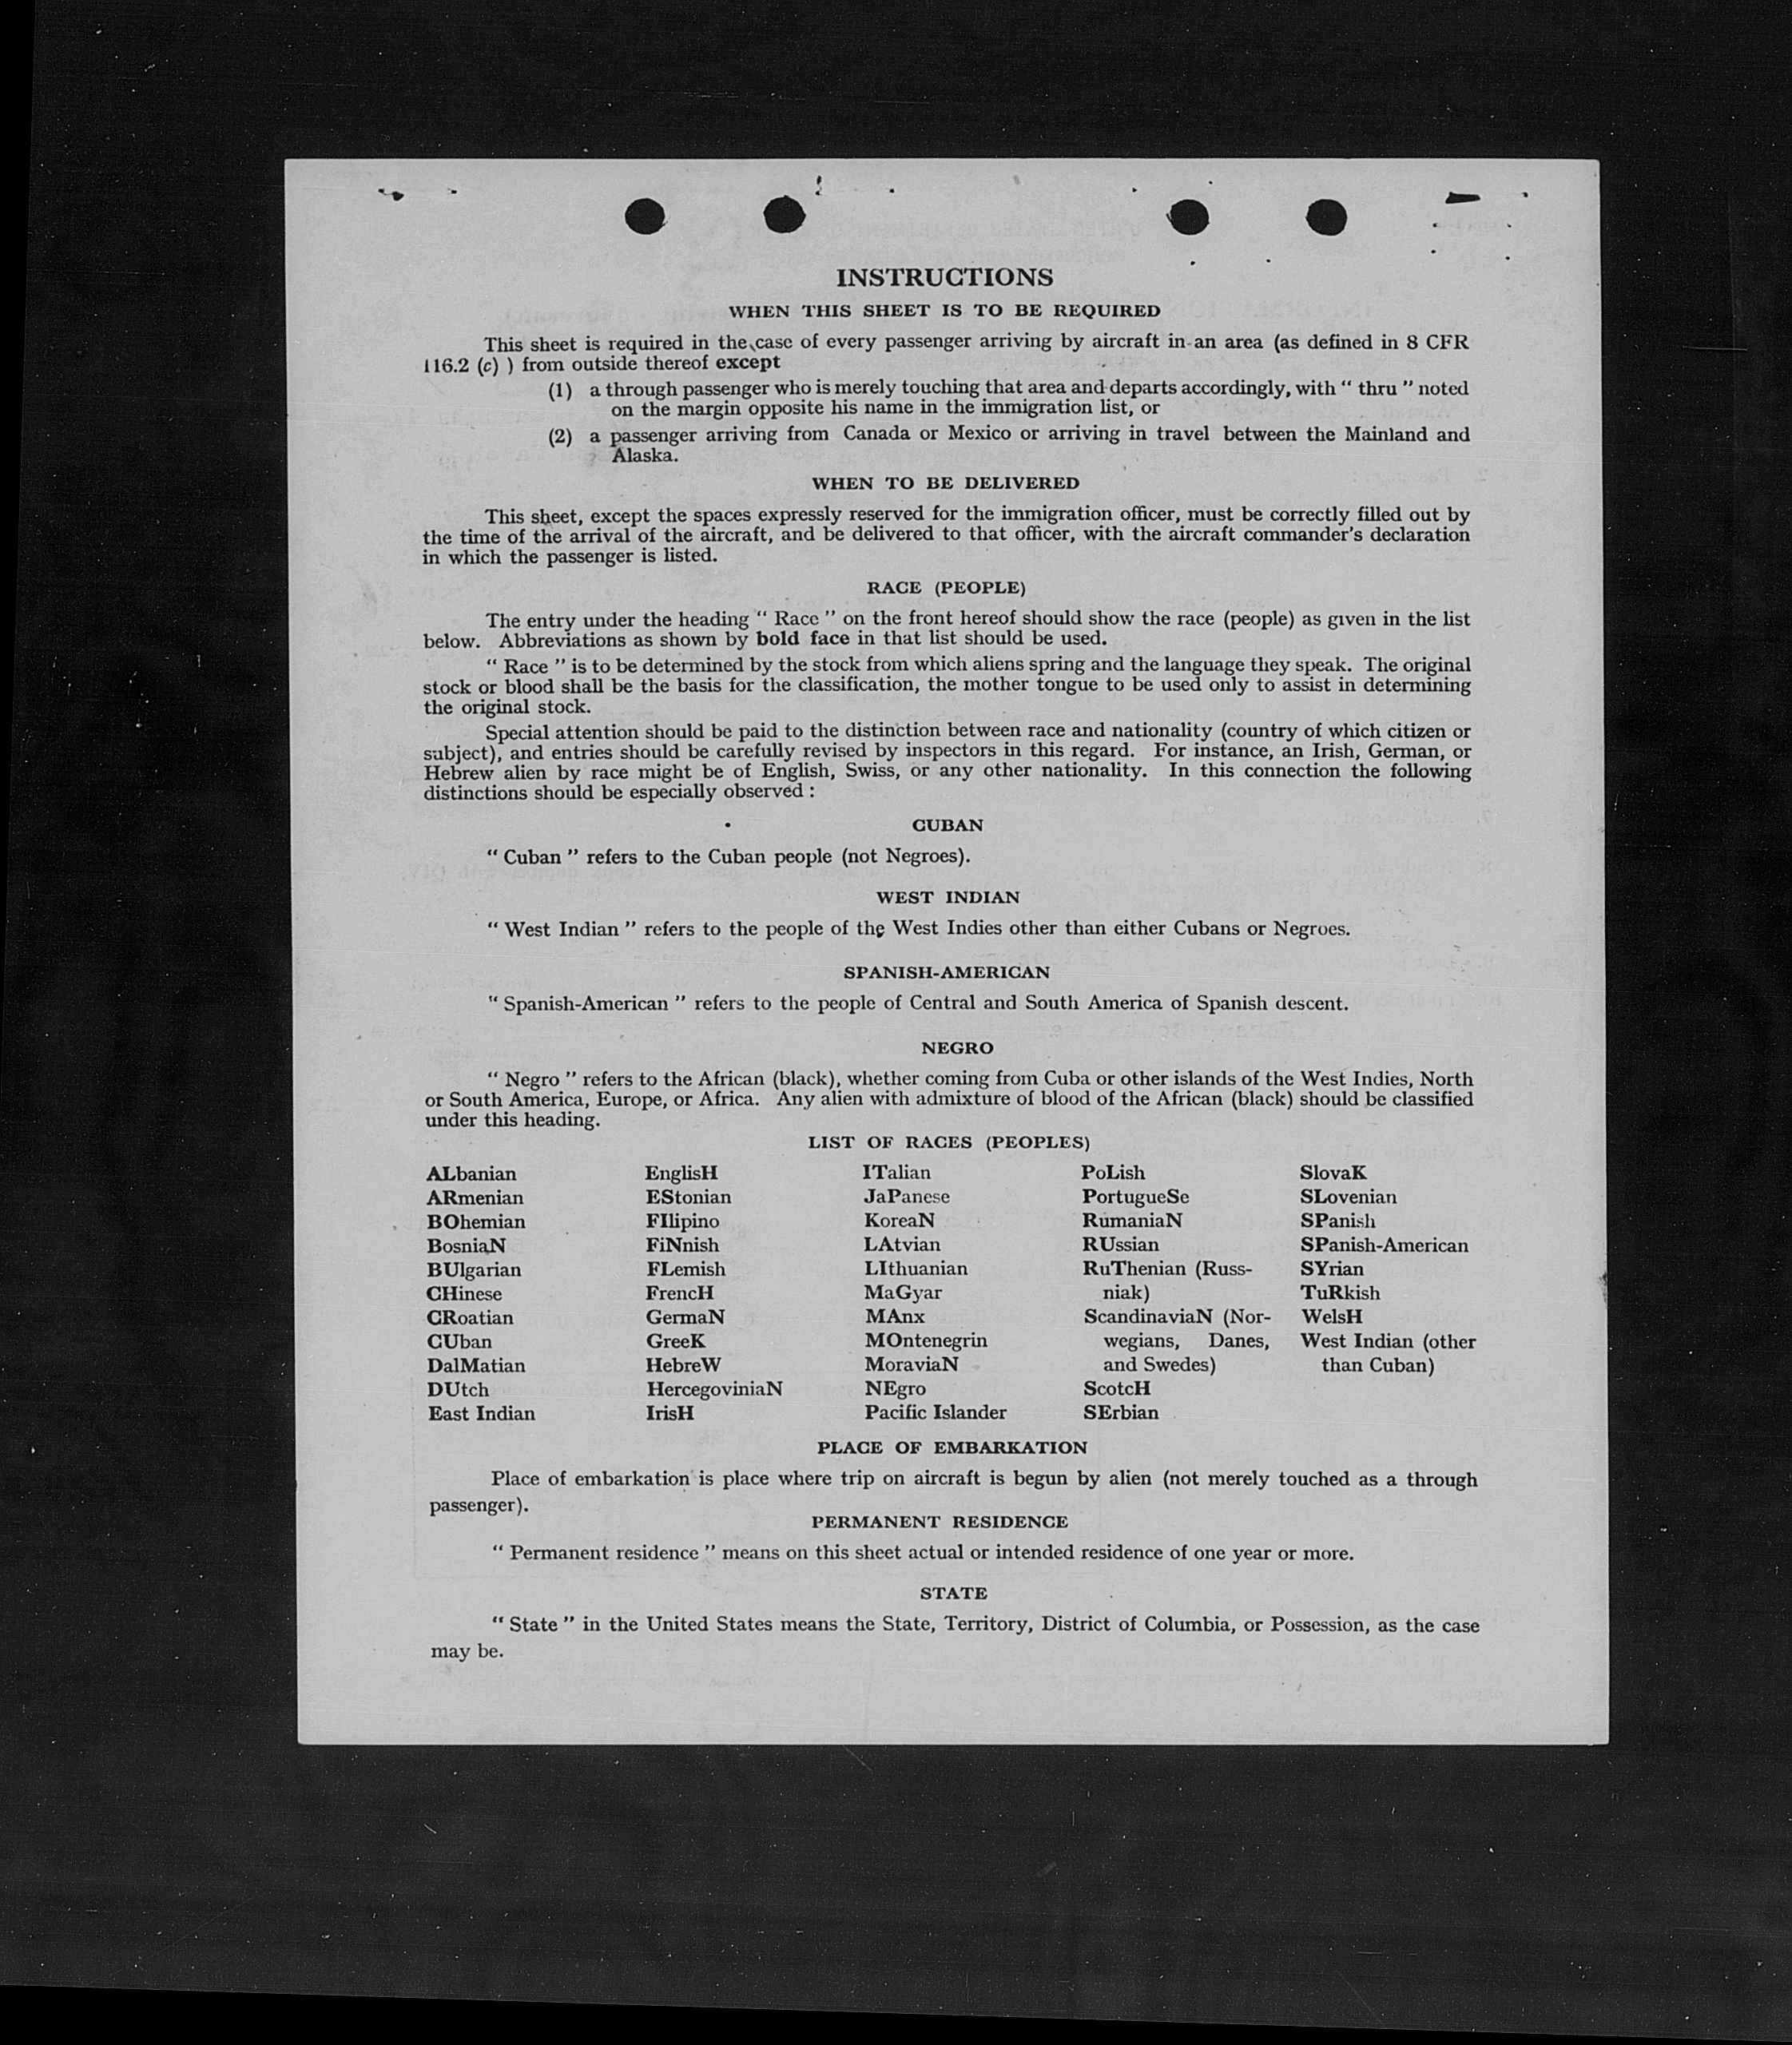 INSTRUCTIONS
WHEN THIS SHEET IS TO BE REQUIRED
This sheet is required in the case of every passenger arriving by aircraft in an area (as defined in 8 CFR
116.2 (c) ) from outside thereof except
(1) a through passenger who is merely touching that area and departs accordingly, with “ thru ” noted
on the margin opposite his name in the immigration list, or
(2) a passenger arriving from Canada or Mexico or arriving in travel between the Mainland and
Alaska.
WHEN TO BE DELIVERED
This sheet, except the spaces expressly reserved for the immigration officer, must be correctly filled out by
the time of the arrival of the aircraft, and be delivered to that officer, with the aircraft commander's declaration
in which the passenger is listed.
RACE (PEOPLE)
The entry under the heading “ Race ” on the front hereof should show the race (people) as given in the list
below. Abbreviations as shown by bold face in that list should be used.
“ Race ” is to be determined by the stock from which aliens spring and the language they speak. The original
stock or blood shall be the basis for the classification, the mother tongue to be used only to assist in determining
the original stock.
Special attention should be paid to the distinction between race and nationality (country of which citizen or
subject), and entries should be carefully revised by inspectors in this regard. For instance, an Irish, German, or
Hebrew alien by race might be of English, Swiss, or any other nationality. In this connection the following
distinctions should be especially observed :
CUBAN
“ Cuban ” refers to the Cuban people (not Negroes).
WEST INDIAN
“ West Indian ” refers to the people of the West Indies other than either Cubans or Negroes.
SPANISH-AMERICAN
“ Spanish-American ” refers to the people of Central and South America of Spanish descent.
NEGRO
“ Negro ” refers to the African (black), whether coming from Cuba or other islands of the West Indies, North
or South America, Europe, or Africa. Any alien with admixture of blood of the African (black) should be classified
under this heading.
LIST OF RACES (PEOPLES)
ALbanian
ARmenian
BOhemian
BosniaN
BUlgarian
CHinese
CRoatian
CUban
DalMatian
DUtch
East Indian
EnglisH
EStonian
FIlipino
FiNnish
FLemish
FrencH
GermaN
GreeK
HebreW
HercegoviniaN
IrisH
ITalian
JaPanese
KoreaN
LAtvian
LIthuanian
MaGyar
MAnx
MOntenegrin
MoraviaN
NEgro
Pacific Islander
PoLish
PortugueSe
RumaniaN
RUssian
RuThenian (Russ-
niak)
ScandinaviaN (Nor-
wegians, Danes,
and Swedes)
ScotcH
SErbian
SlovaK
SLovenian
SPanish
SPanish-American
SYrian
TuRkish
WelsH
West Indian (other
than Cuban)
PLACE OF EMBARKATION
Place of embarkation is place where trip on aircraft is begun by alien (not merely touched as a through
passenger).
PERMANENT RESIDENCE
“ Permanent residence ” means on this sheet actual or intended residence of one year or more.
STATE
“ State ” in the United States means the State, Territory, District of Columbia, or Possession, as the case
may be.